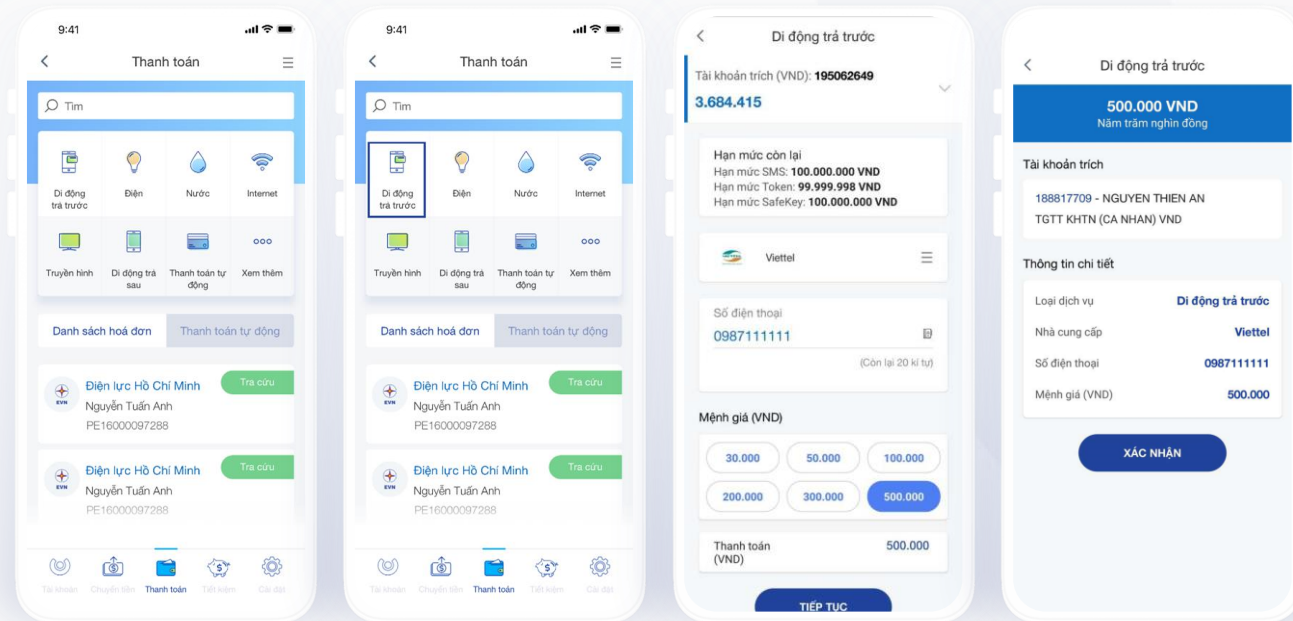 9:41
Thanh toán
Tìm
Di động
trả trước
Điện
Nước
Internet
Truyền hình
Di động trả
sau
Thanh toán tự
động
Xem thêm
Danh sách hoá đơn
Thanh toán tự động
Điện lực Hồ Chí Minh
Tra cứu
Nguyễn Tuấn Anh
PE16000097288
EVN
Điện lực Hồ Chí Minh
Tra cứu
Nguyễn Tuấn Anh
PE16000097288
EVN
Tài khoản
Chuyển tiền
Thanh toán
Tiết kiệm
Cài đặt
9:41
Thanh toán
Tìm
Di động
trả trước
Điện
Nước
Internet
Truyền hình
Di động trả
sau
Thanh toán tự
động
Xem thêm
Danh sách hoá đơn
Thanh toán tự động
Điện lực Hồ Chí Minh
Tra cứu
Nguyễn Tuấn Anh
PE16000097288
EVN
Điện lực Hồ Chí Minh
Tra cứu
Nguyễn Tuấn Anh
PE16000097288
EVN
Tài khoản
Chuyển tiền
Thanh toán
Tiết kiệm
Cài đặt
Di động trả trước
Tài khoản trích (VND): 195062649
3.684.415
Hạn mức còn lại
Hạn mức SMS: 100.000.000 VND
Hạn mức Token: 99.999.998 VND
Hạn mức SafeKey: 100.000.000 VND
Viettel
Số điện thoại
0987111111
(Còn lại 20 kí tự)
Mệnh giá (VND)
30.000 50.000 100.000
200.000 300.000 500.000
Thanh toán
(VND)
500.000
TIẾP TỤC
Di động trả trước
500.000 VND
Năm trăm nghìn đồng
Tài khoản trích
188817709 - NGUYEN THIEN AN
TGTT KHTN (CA NHAN) VND
Thông tin chi tiết
Loại dịch vụ Di động trả trước
Nhà cung cấp Viettel
Số điện thoại 0987111111
Mệnh giá (VND) 500.000
XÁC NHẬN